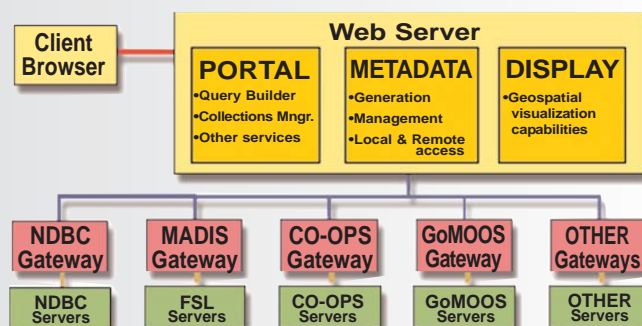 Client
Browser
Web Server
PORTAL
•Query Builder
•Collections Mngr.
•Other services
METADATA
•Generation
•Management
•Local & Remote
access
DISPLAY
•Geospatial
visualization
capabilities
NDBC
Gateway
MADIS
Gateway
CO-OPS
Gateway
GoMOOS
Gateway
OTHER
Gateways
NDBC
Servers
FSL
Servers
CO-OPS
Servers
GoMOOS
Servers
OTHER
Servers